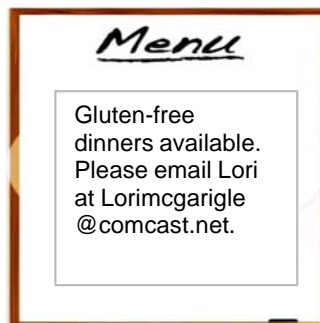 Menu
Gluten-free
dinners available.
Please email Lori
at Lorimcgarigle
@comcast.net.